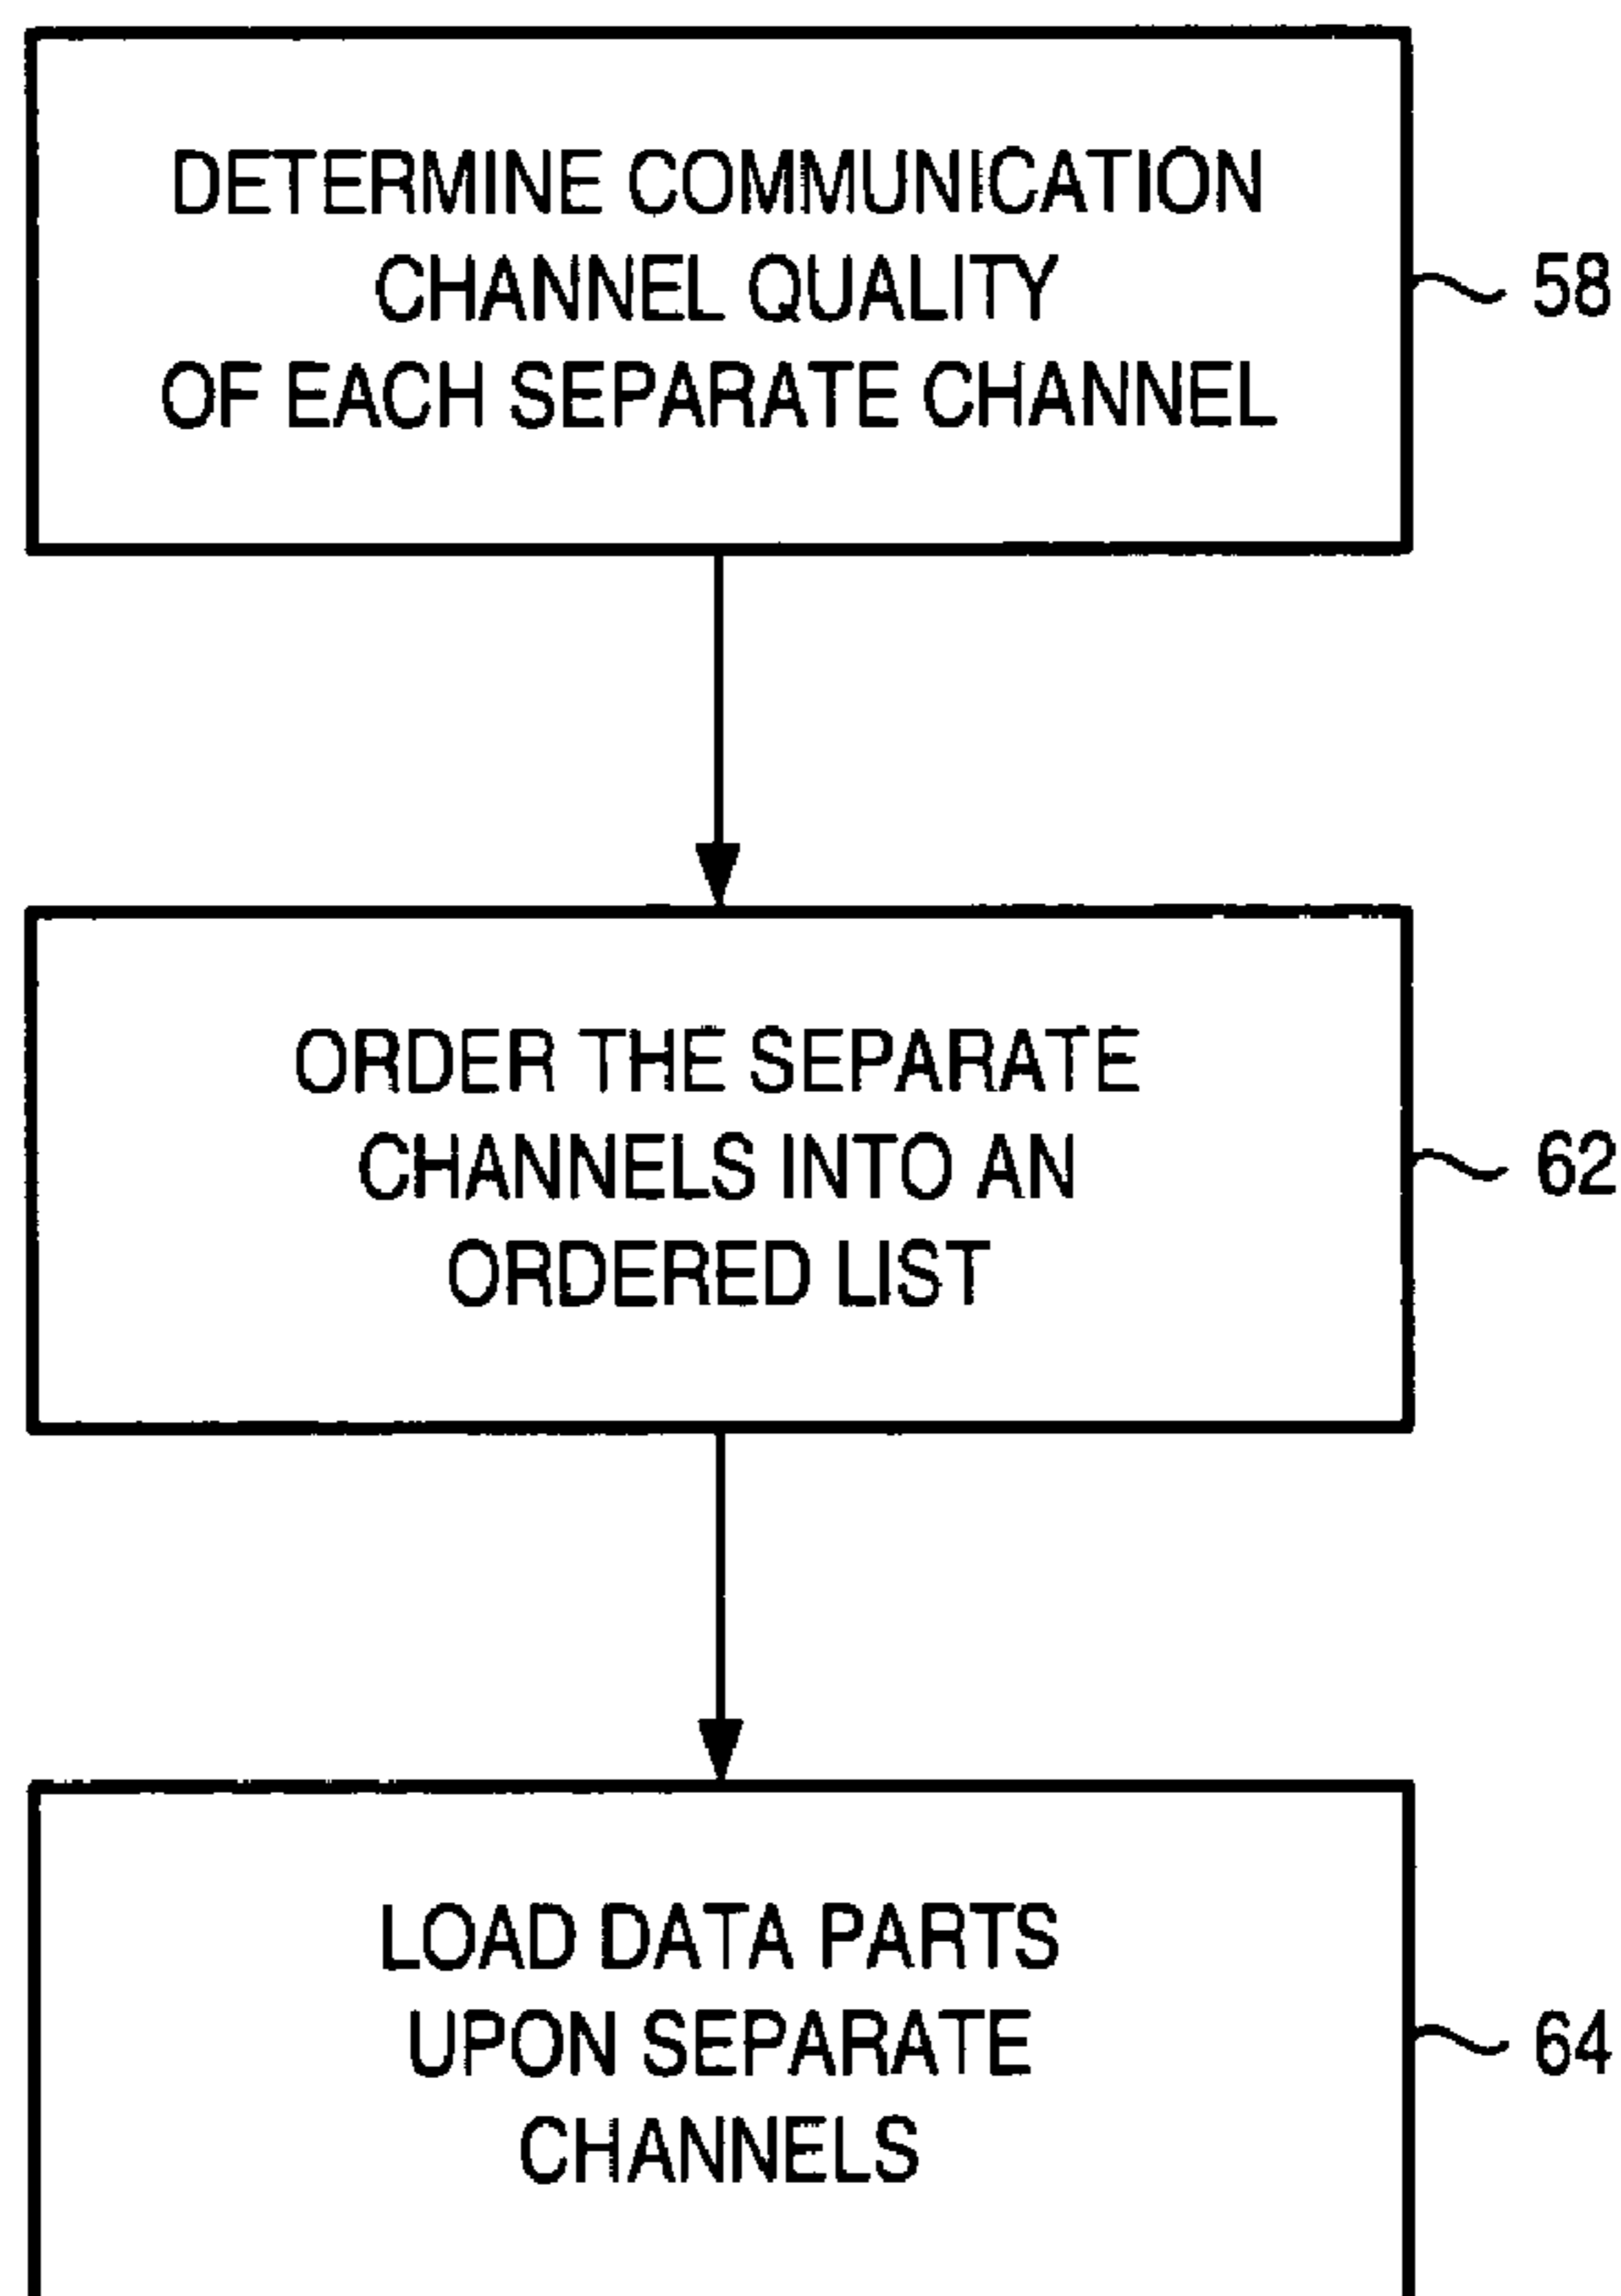 DETERMINE COMMUNICATION
CHANNEL QUALITY
OF EACH SEPARATE CHANNEL
58
ORDER THE SEPARATE
CHANNELS INTO AN
ORDERED LIST
62
LOAD DATA PARTS
UPON SEPARATE
CHANNELS
64